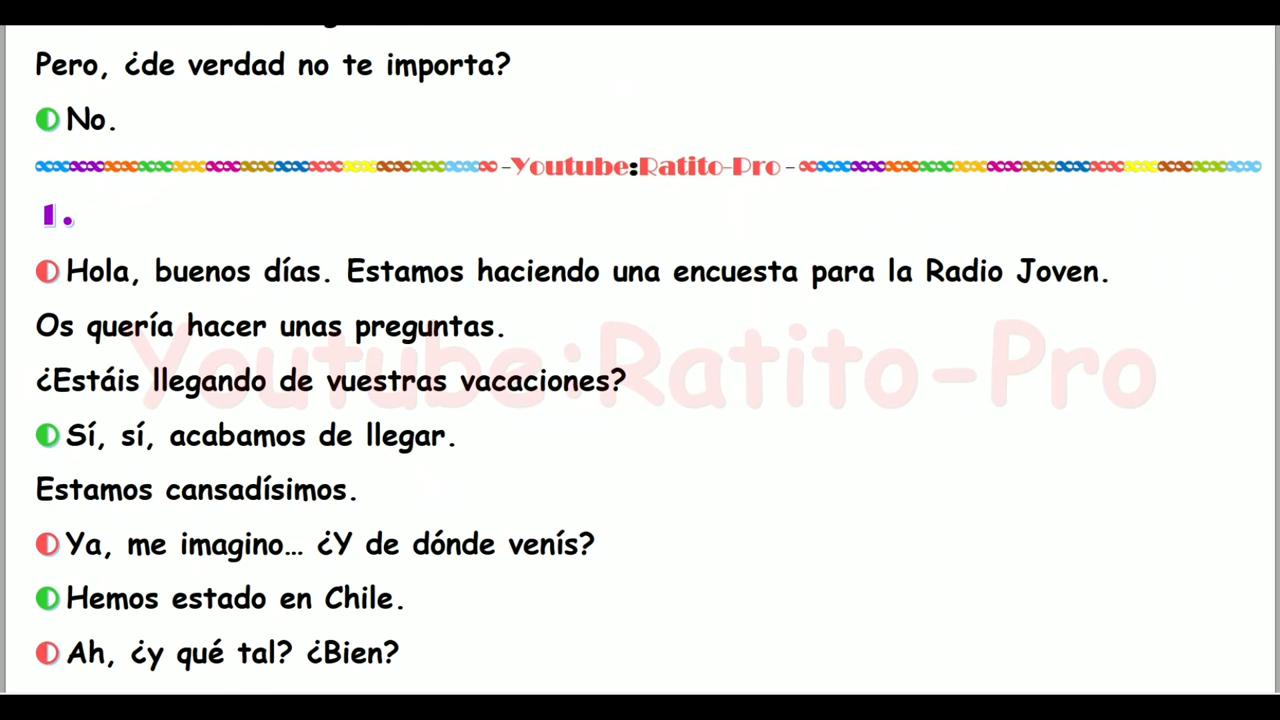 Pero, ¿de verdad no te importa?
No.
-Youtube:Ratito-Pro-
1.
Hola, buenos días. Estamos haciendo una encuesta para la Radio Joven.
Os quería hacer unas preguntas.
Youtube:Ratito-Pro
¿Estáis llegando de vuestras vacaciones?
Sí, sí, acabamos de llegar.
Estamos cansadísimos.
Ya, me imagino... ¿Y de dónde venís?
Hemos estado en Chile.
Ah, ¿y qué tal? ¿Bien?